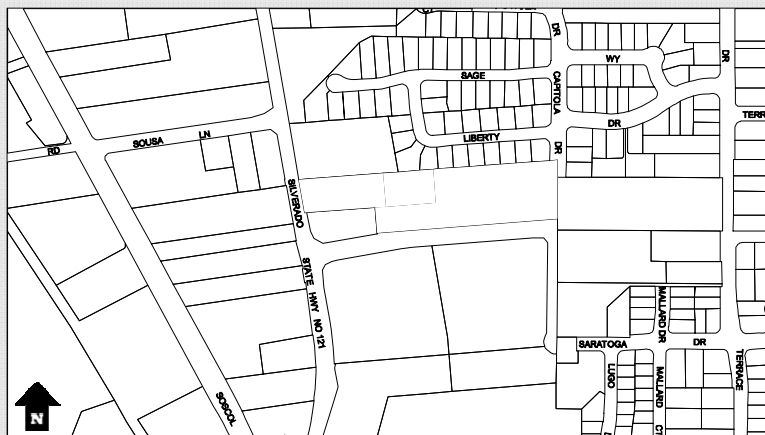 DR
WY
DR
SAGE
CAPITOLA
TERR
DR
LIBERTY
DR
SOUSA LN
RD
SILVERADO
STATE HWY NO 121
MALLARD DR
SARATOGA DR
TERRACE
LUGO
MALLARD CT
SOSCOL
N